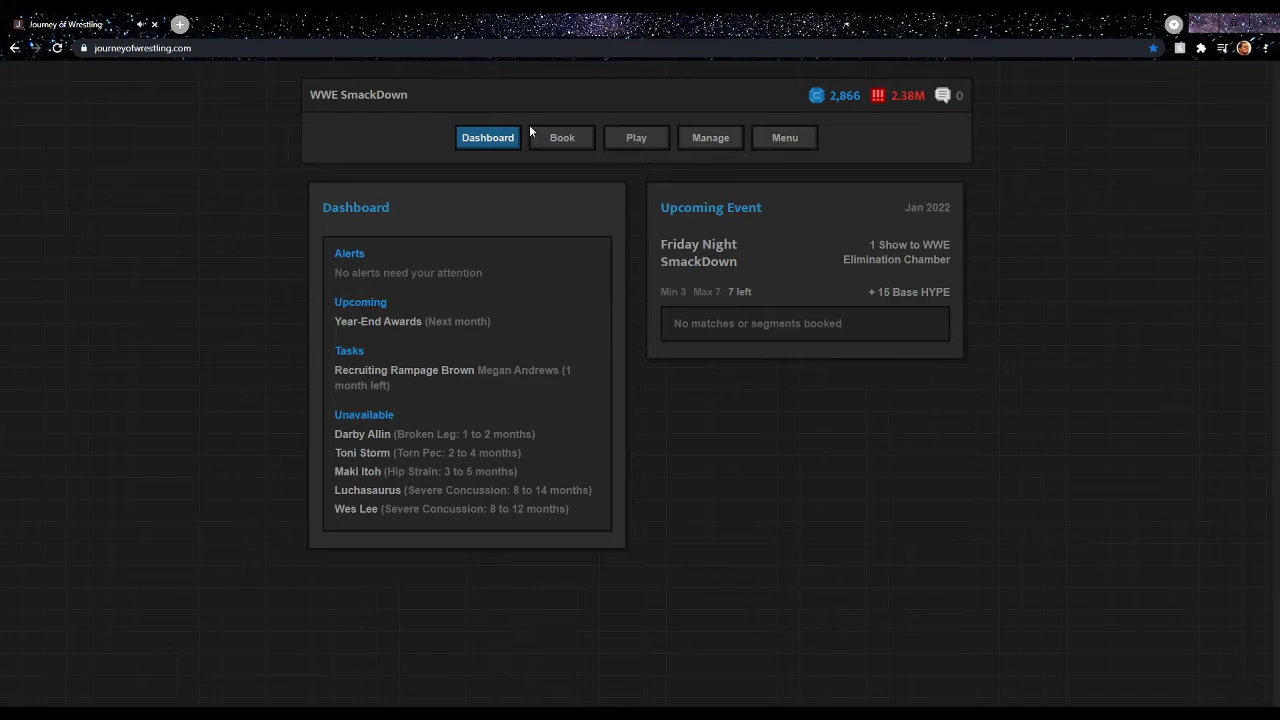 Journey of Wrestling
journeyofwrestling.com
WWE SmackDown
2,866
2.38M
0
Dashboard
Book
Play
Manage
Menu
Dashboard
Alerts
No alerts need your attention
Upcoming
Year-End Awards (Next month)
Tasks
Recruiting Rampage Brown Megan Andrews (1
month left)
Unavailable
Darby Allin (Broken Leg: 1 to 2 months)
Toni Storm (Torn Pec: 2 to 4 months)
Maki Itoh (Hip Strain: 3 to 5 months)
Luchasaurus (Severe Concussion: 8 to 14 months)
Wes Lee (Severe Concussion: 8 to 12 months)
Upcoming Event
Jan 2022
Friday Night
SmackDown
1 Show to WWE
Elimination Chamber
Min 3 Max 7 7 left
+ 15 Base HYPE
No matches or segments booked